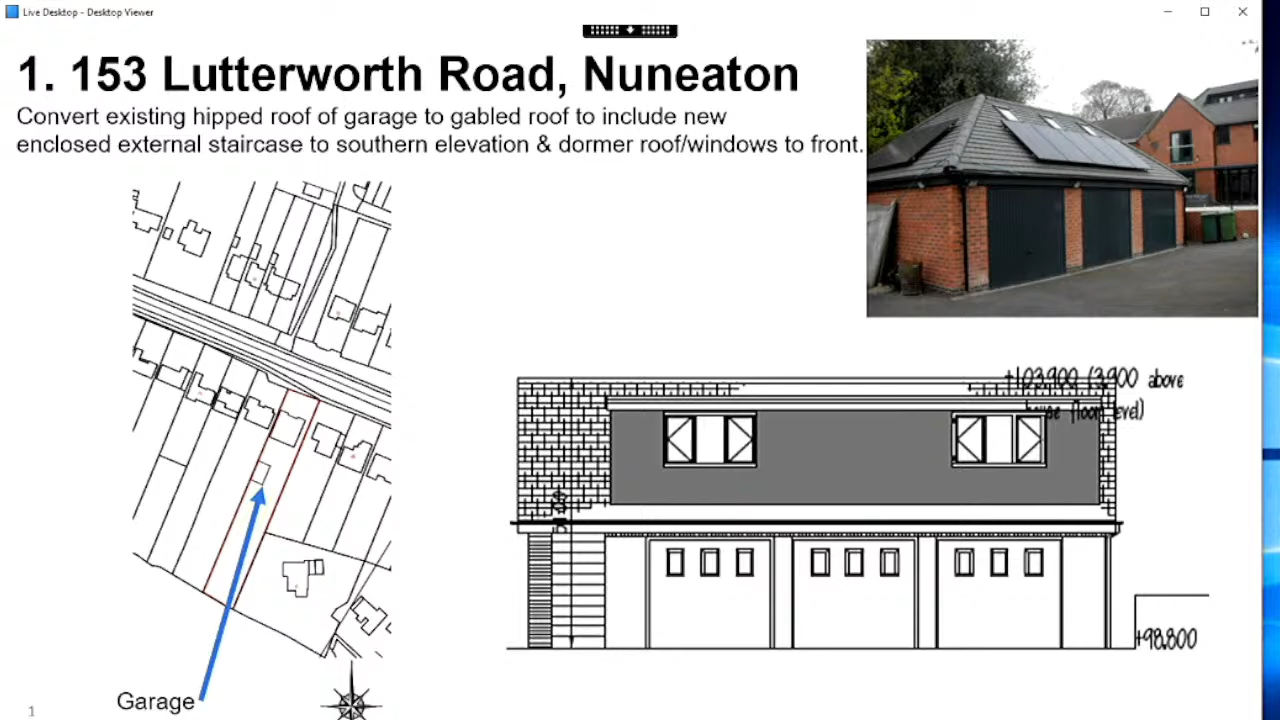 Live Desktop - Desktop Viewer
1. 153 Lutterworth Road, Nuneaton
Convert existing hipped roof of garage to gabled roof to include new
enclosed external staircase to southern elevation & dormer roof/windows to front.
+103.900 (3.900 above
floor level)
+98.800
Garage
1